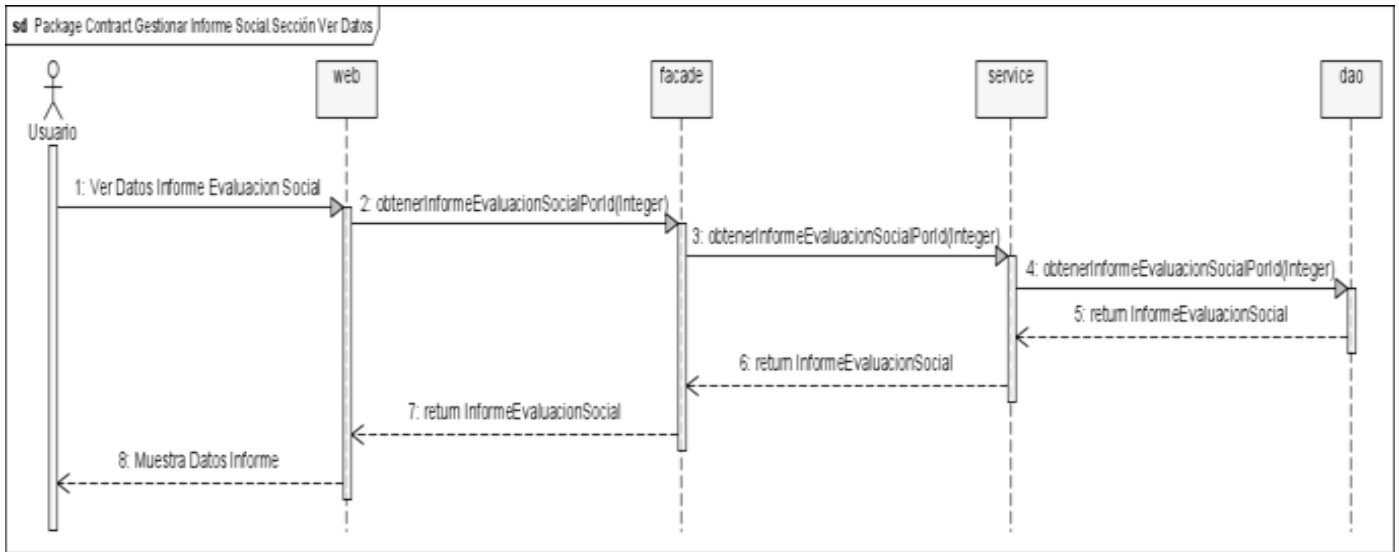 sd Package Contract.Gestionar Informe Social.Sección Ver Datos
web
facade
service
dao
Usuario
1: Ver Datos Informe Evaluacion Social
2: obtenerInformeEvaluacionSocialPorId(Integer)
3: obtenerInformeEvaluacionSocialPorId(Integer)
4: obtenerInformeEvaluacionSocialPorId(Integer)
5: return InformeEvaluacionSocial
6: return InformeEvaluacionSocial
7: return InformeEvaluacionSocial
8: Muestra Datos Informe